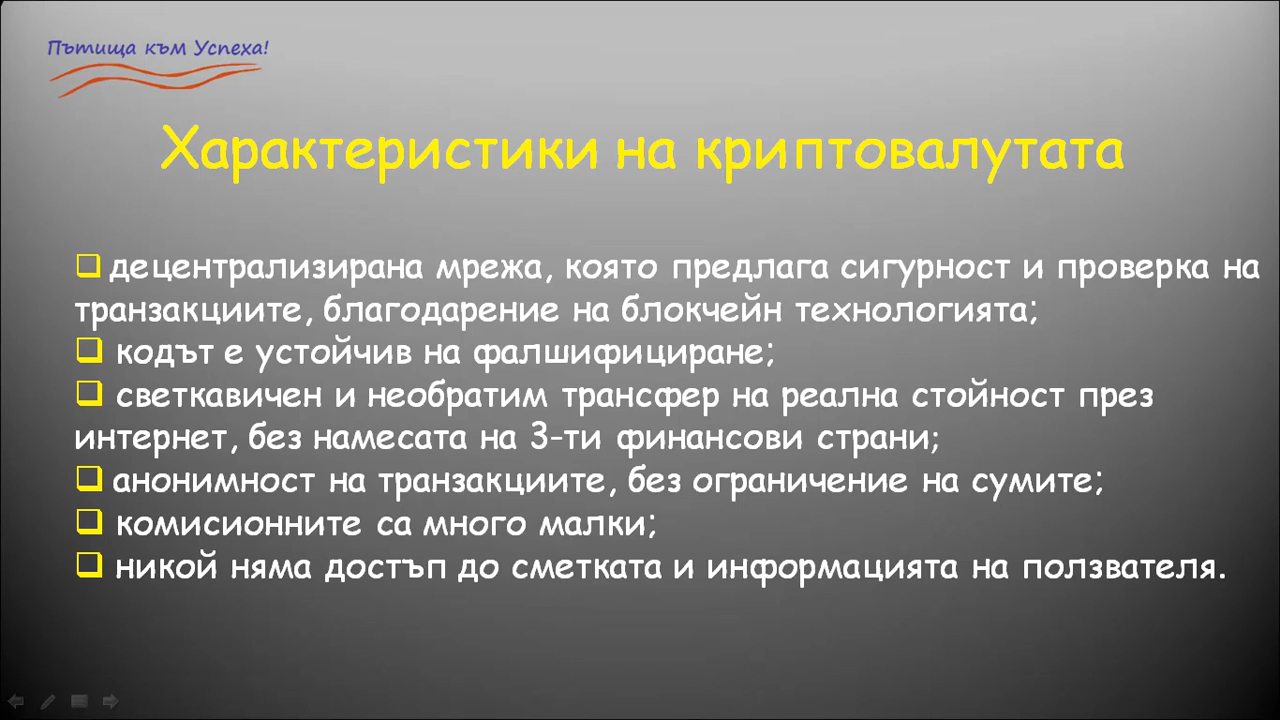 Пътища към Успеха!
Характеристики на криптовалутата
децентрализирана мрежа, която предлага сигурност и проверка на
транзакциите, благодарение на блокчейн технологията;
кодът е устойчив на фалшифициране;
светкавичен и необратим трансфер на реална стойност през
интернет, без намесата на 3-ти финансови страни;
анонимност на транзакциите, без ограничение на сумите;
комисионните са много малки;
никой няма достъп до сметката и информацията на ползвателя.